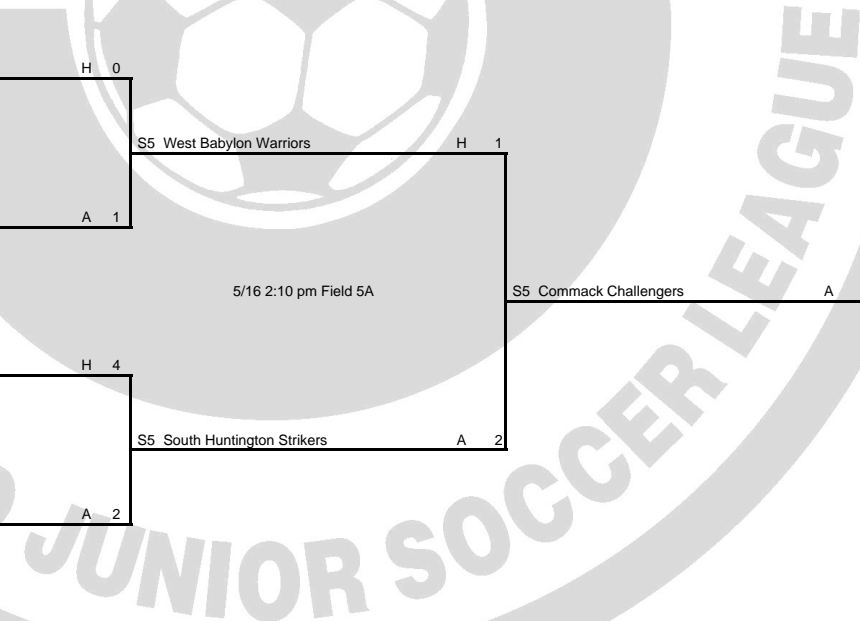 H 0
S5 West Babylon Warriors H 1
A 1
5/16 2:10 pm Field 5A
S5 Commack Challengers A
H 4
S5 South Huntington Strikers A 2
A 2
JUNIOR SOCCER LEAGUE